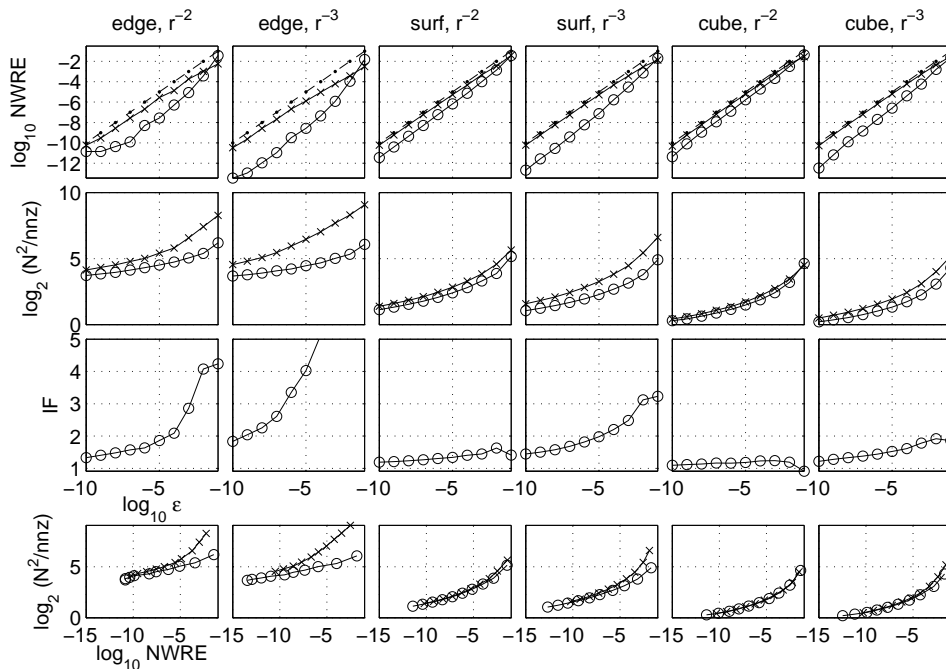 edge, r−2 edge, r−3 surf, r−2 surf, r−3 cube, r−2 cube, r−3
log10 NWRE
−2
−4
−6
−8
−10
−12
log2 (N2/nnz)
10
5
0
IF
5
4
3
2
1
−10 −5 −10 −5 −10 −5 −10 −5 −10 −5 −10 −5 −10
log10 ε
log2 (N2/nnz)
5
0
−15 −10 −5 −15 −10 −5 −15 −10 −5 −15 −10 −5 −15 −10 −5 −15 −10 −5
log10 NWRE